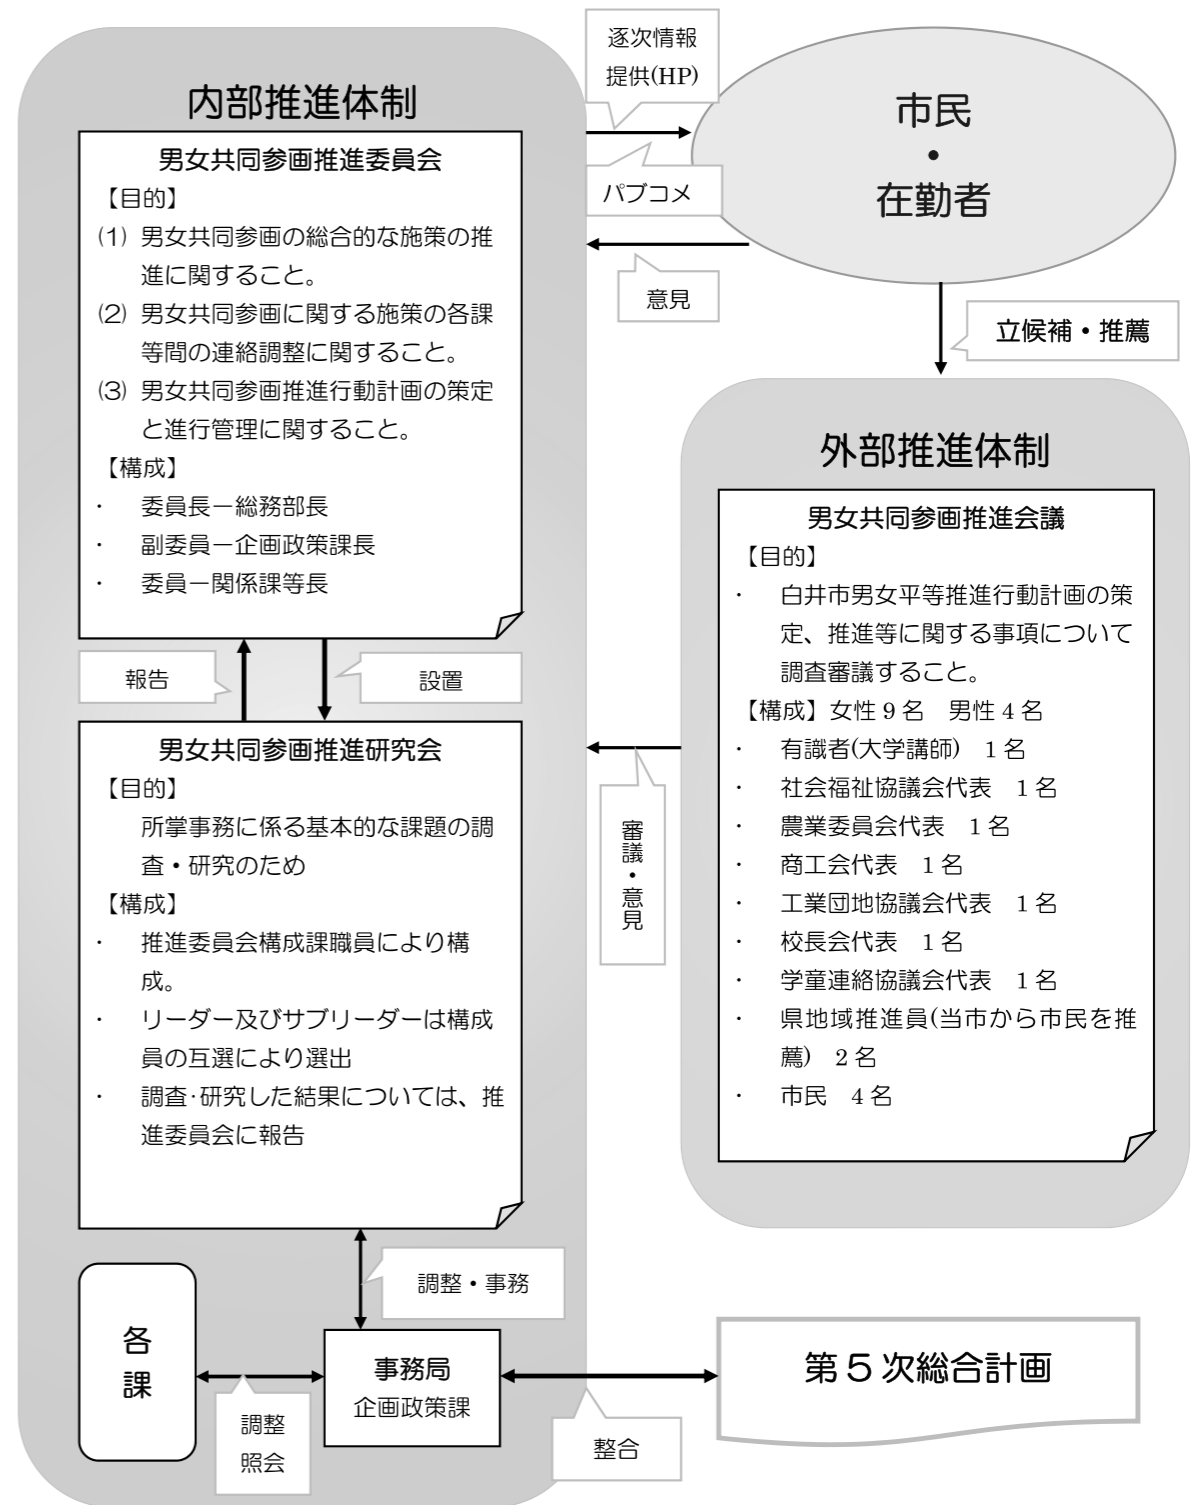 内部推進体制
男女共同参画推進委員会
【目的】
(1) 男女共同参画の総合的な施策の推
進に関すること。
(2) 男女共同参画に関する施策の各課
等間の連絡調整に関すること。
(3) 男女共同参画推進行動計画の策定
と進行管理に関すること。
【構成】
・ 委員長－総務部長
・ 副委員－企画政策課長
・ 委員－関係課等長
報告
設置
男女共同参画推進研究会
【目的】
所掌事務に係る基本的な課題の調
査・研究のため
【構成】
・ 推進委員会構成課職員により構
成。
・ リーダー及びサブリーダーは構成
員の互選により選出
・ 調査･研究した結果については、推
進委員会に報告
調整・事務
各
課
調整
照会
事務局
企画政策課
整合
第５次総合計画
逐次情報
提供(HP)
パブコメ
意見
市民
・
在勤者
立候補・推薦
外部推進体制
男女共同参画推進会議
【目的】
・ 白井市男女平等推進行動計画の策
定、推進等に関する事項について
調査審議すること。
【構成】女性 9 名　男性 4 名
・ 有識者(大学講師)　1 名
・ 社会福祉協議会代表　1 名
・ 農業委員会代表　1 名
・ 商工会代表　1 名
・ 工業団地協議会代表　1 名
・ 校長会代表　1 名
・ 学童連絡協議会代表　1 名
・ 県地域推進員(当市から市民を推
薦)　2 名
・ 市民　4 名
審議・意見